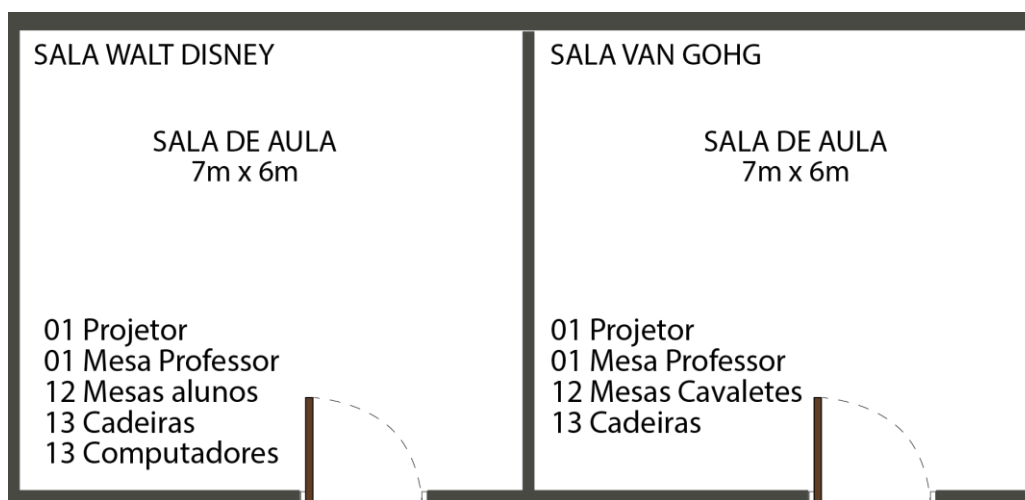 SALA WALT DISNEY
SALA DE AULA
7m x 6m
01 Projetor
01 Mesa Professor
12 Mesas alunos
13 Cadeiras
13 Computadores
SALA VAN GOHG
SALA DE AULA
7m x 6m
01 Projetor
01 Mesa Professor
12 Mesas Cavaletes
13 Cadeiras